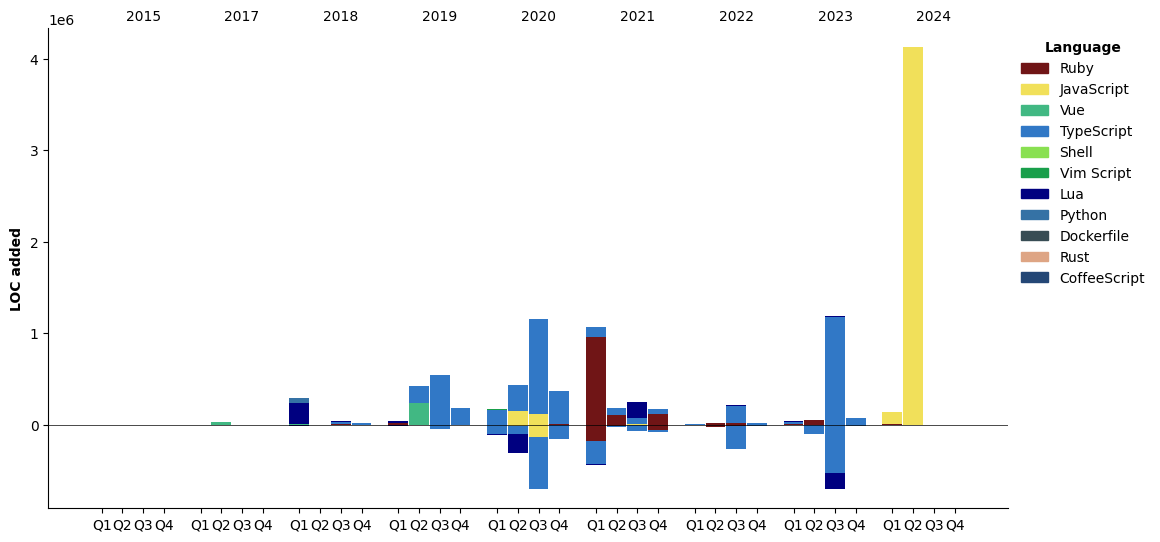 1e6
2015 2017 2018 2019 2020 2021 2022 2023 2024
Language
Ruby
JavaScript
Vue
TypeScript
Shell
Vim Script
Lua
Python
Dockerfile
Rust
CoffeeScript
LOC added
4
3
2
1
0
Q1 Q2 Q3 Q4 Q1 Q2 Q3 Q4 Q1 Q2 Q3 Q4 Q1 Q2 Q3 Q4 Q1 Q2 Q3 Q4 Q1 Q2 Q3 Q4 Q1 Q2 Q3 Q4 Q1 Q2 Q3 Q4 Q1 Q2 Q3 Q4